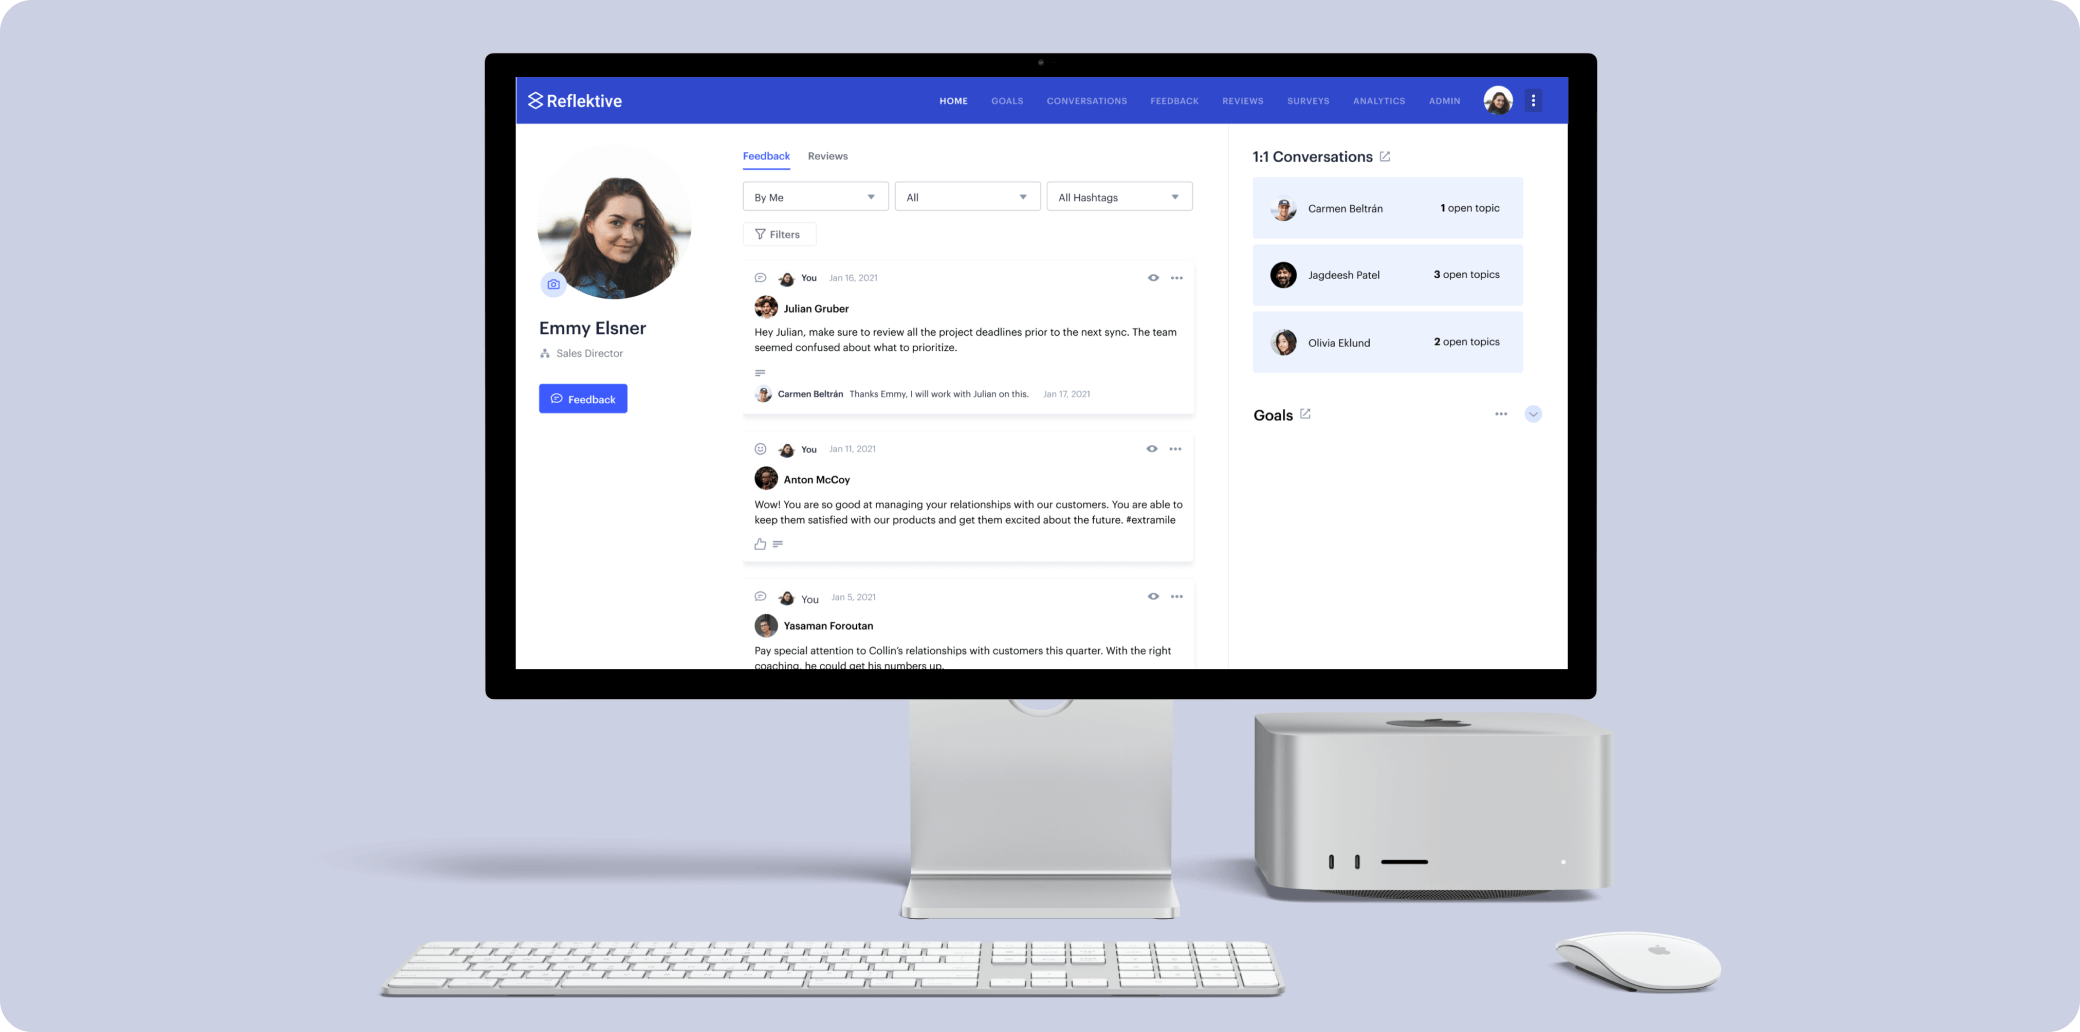 Reflektive
HOME GOALS CONVERSATIONS FEEDBACK REVIEWS SURVEYS ANALYTICS ADMIN
Emmy Elsner
Sales Director
Feedback
Feedback Reviews
By Me All All Hashtags
Filters
You Jan 16, 2021
Julian Gruber
Hey Julian, make sure to review all the project deadlines prior to the next sync. The team
seemed confused about what to prioritize.
Carmen Beltrán Thanks Emmy, I will work with Julian on this. Jan 17, 2021
You Jan 11, 2021
Anton McCoy
Wow! You are so good at managing your relationships with our customers. You are able to
keep them satisfied with our products and get them excited about the future. #extramile
You Jan 5, 2021
Yasaman Foroutan
Pay special attention to Collin's relationships with customers this quarter. With the right
coaching, he could get his numbers up.
1:1 Conversations
Carmen Beltrán 1 open topic
Jagdeesh Patel 3 open topics
Olivia Eklund 2 open topics
Goals